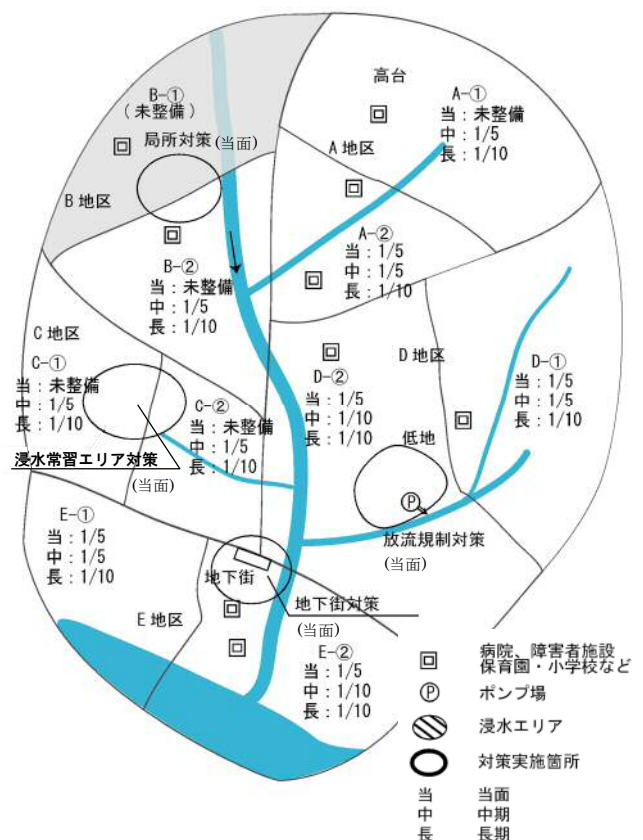 B-①
(未整備)
局所対策(当面)
B 地区
高台
A-①
当：未整備
中：1/5
長：1/10
A 地区
A-②
当：1/5
中：1/5
長：1/10
B-②
当：未整備
中：1/5
長：1/10
C 地区
C-①
当：未整備
中：1/5
長：1/10
浸水常習エリア対策
(当面)
C-②
当：未整備
中：1/5
長：1/10
D 地区
D-①
当：1/5
中：1/5
長：1/10
D-②
当：1/5
中：1/10
長：1/10
低地
P
放流規制対策
(当面)
E-①
当：1/5
中：1/5
長：1/10
地下街
地下街対策
(当面)
E 地区
E-②
当：1/5
中：1/10
長：1/10
病院、障害者施設
保育園・小学校など
Ⓟ ポンプ場
浸水エリア
対策実施箇所
当 当面
中 中期
長 長期